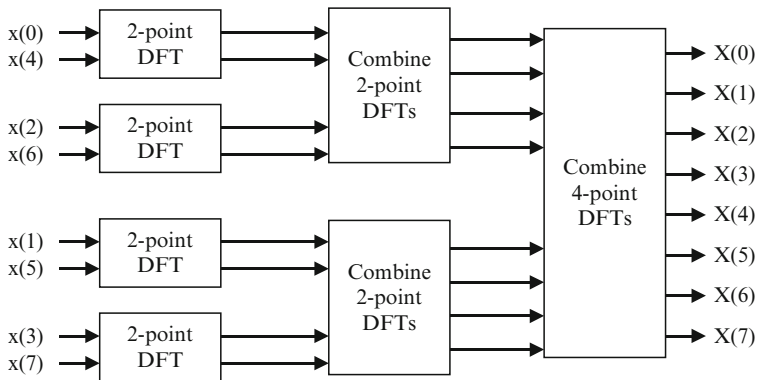 x(0)
x(4)
2-point
DFT
x(2)
x(6)
2-point
DFT
Combine
2-point
DFTs
x(1)
x(5)
2-point
DFT
x(3)
x(7)
2-point
DFT
Combine
2-point
DFTs
Combine
4-point
DFTs
X(0)
X(1)
X(2)
X(3)
X(4)
X(5)
X(6)
X(7)